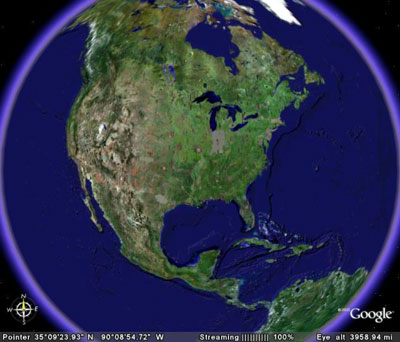 N
W E
S
Google
Pointer 35°09'23.93" N 90°08'54.72" W Streaming |||||||||| 100% Eye alt 3958.94 mi